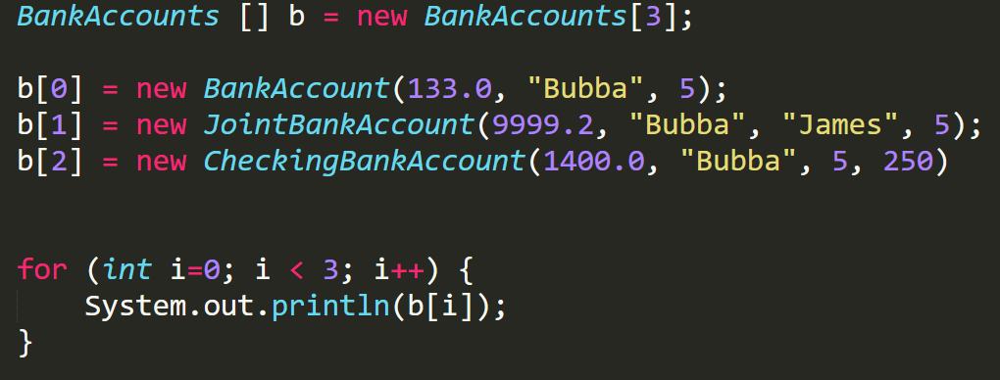 BankAccounts [] b = new BankAccounts[3];
b[0] = new BankAccount(133.0, "Bubba", 5);
b[1] = new JointBankAccount(9999.2, "Bubba", "James", 5);
b[2] = new CheckingBankAccount(1400.0, "Bubba", 5, 250)
for (int i=0; i < 3; i++) {
    System.out.println(b[i]);
}